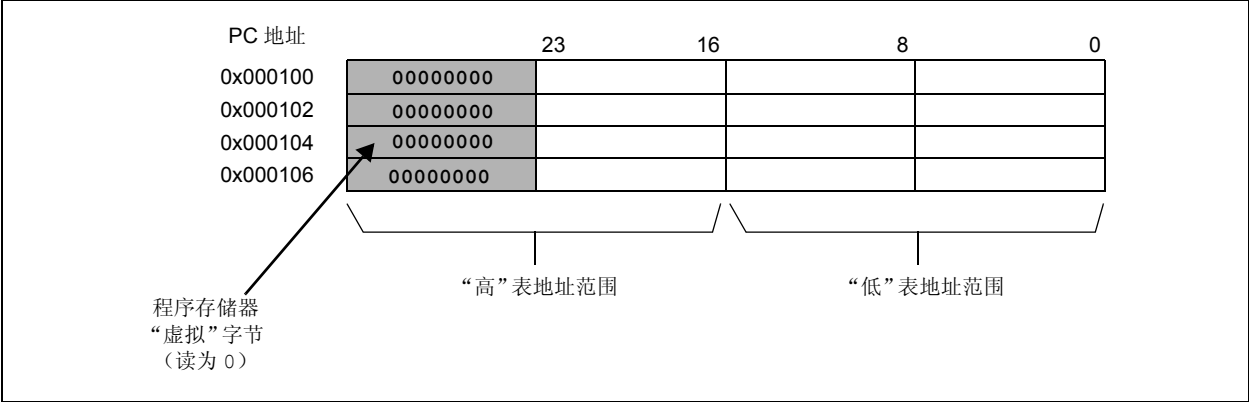 PC 地址
23 16 8 0
0x000100 00000000
0x000102 00000000
0x000104 00000000
0x000106 00000000
“高”表地址范围 “低”表地址范围
程序存储器
“虚拟”字节
（读为 0）